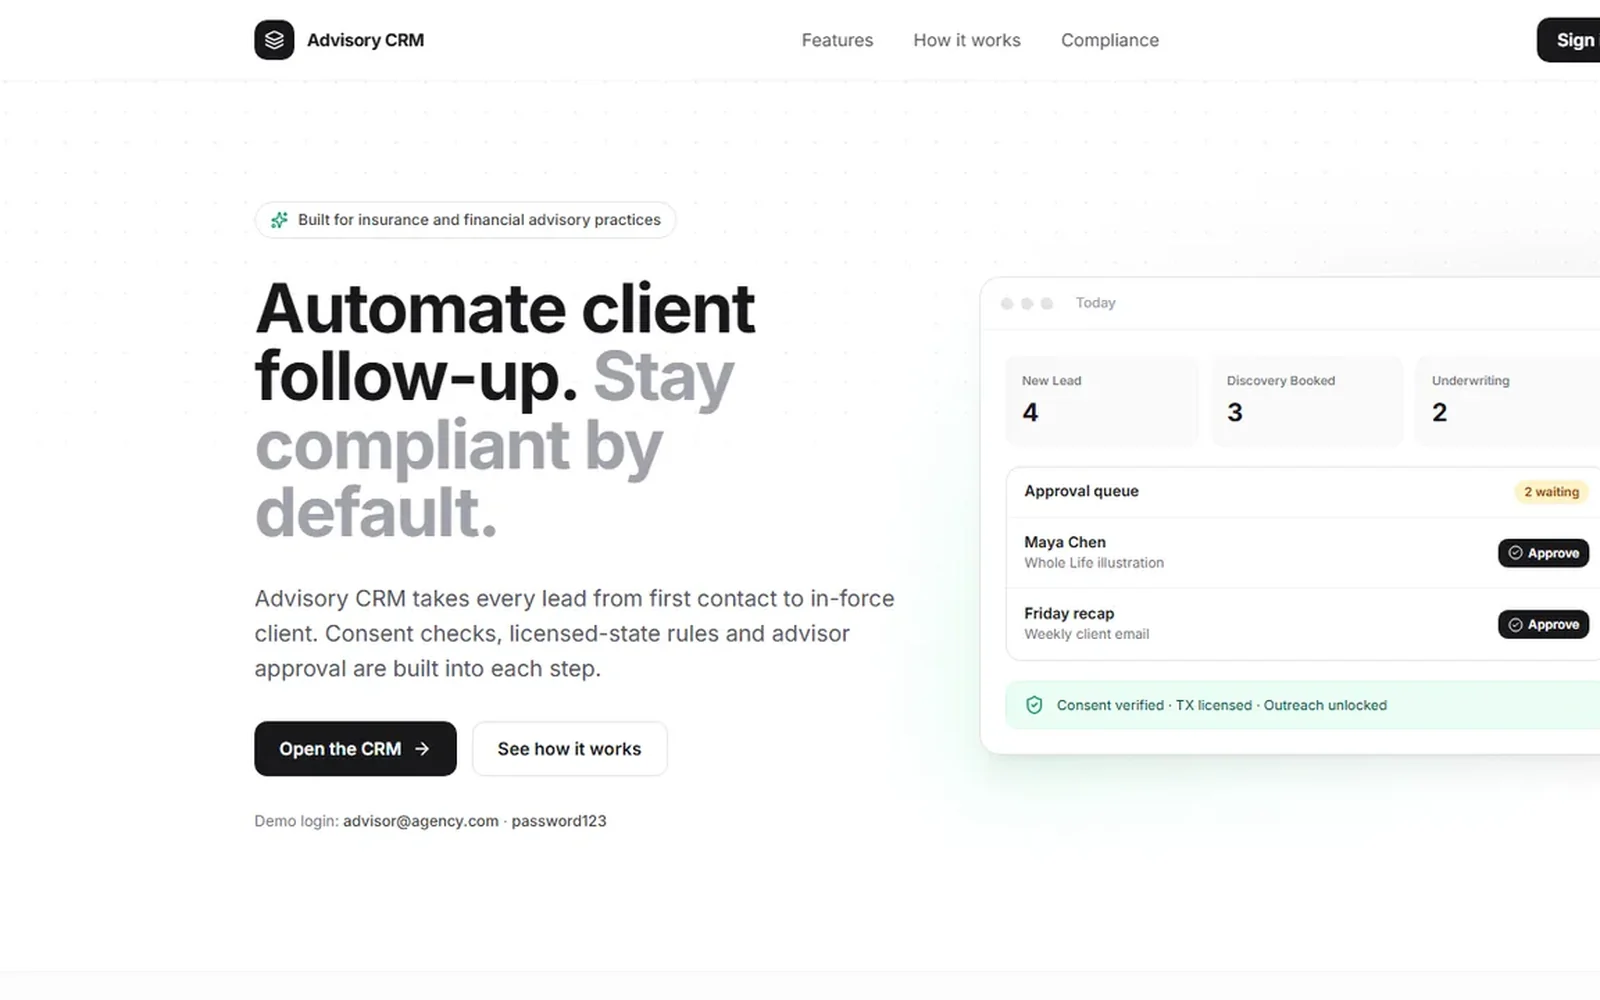 Advisory CRM
Features
How it works
Compliance
Sign
Built for insurance and financial advisory practices
Automate client
follow-up. Stay
compliant by
default.
Advisory CRM takes every lead from first contact to in-force
client. Consent checks, licensed-state rules and advisor
approval are built into each step.
Open the CRM →
See how it works
Demo login: advisor@agency.com · password123
Today
New Lead
4
Discovery Booked
3
Underwriting
2
Approval queue
2 waiting
Maya Chen
Whole Life illustration
Approve
Friday recap
Weekly client email
Approve
Consent verified · TX licensed · Outreach unlocked